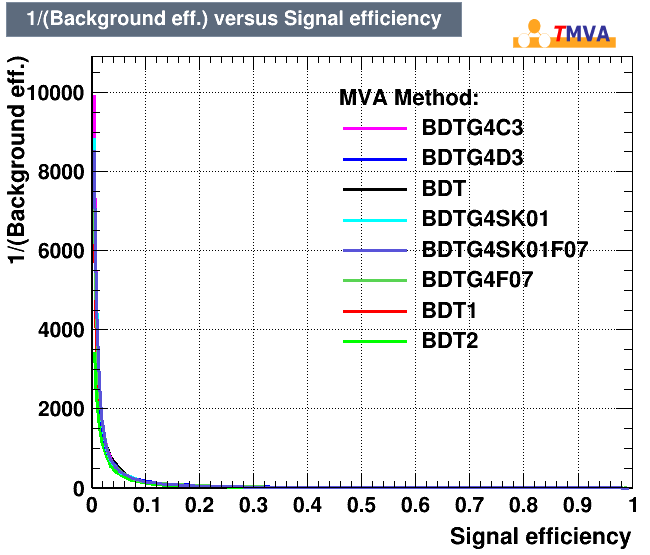 1/(Background eff.) versus Signal efficiency
TMVA
1/(Background eff.)
10000
8000
6000
4000
2000
0
MVA Method:
BDTG4C3
BDTG4D3
BDT
BDTG4SK01
BDTG4SK01F07
BDTG4F07
BDT1
BDT2
0 0.1 0.2 0.3 0.4 0.5 0.6 0.7 0.8 0.9 1
Signal efficiency